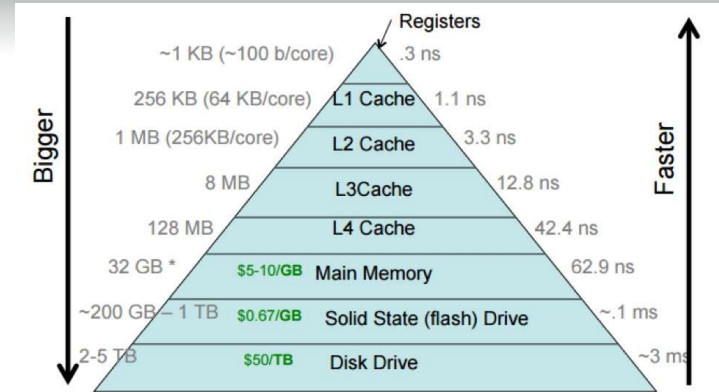 Registers
~1 KB (~100 b/core) .3 ns
256 KB (64 KB/core) L1 Cache 1.1 ns
1 MB (256KB/core) L2 Cache 3.3 ns
8 MB L3Cache 12.8 ns
128 MB L4 Cache 42.4 ns
32 GB * $5-10/GB Main Memory 62.9 ns
~200 GB – 1 TB $0.67/GB Solid State (flash) Drive ~.1 ms
2-5 TB $50/TB Disk Drive ~3 ms
Bigger
Faster